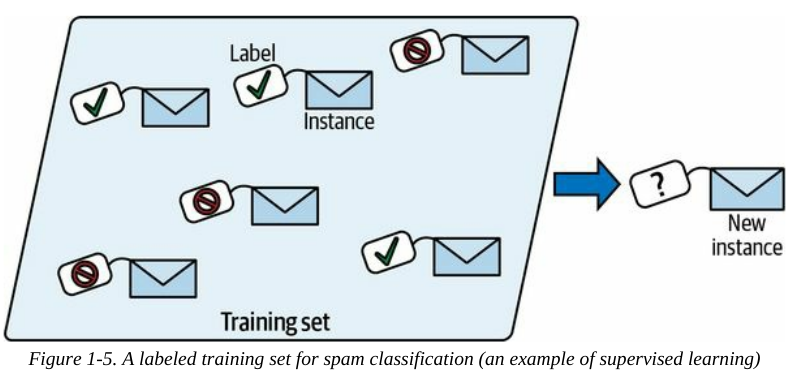 Label
Instance
Training set
?
New
instance
Figure 1-5. A labeled training set for spam classification (an example of supervised learning)